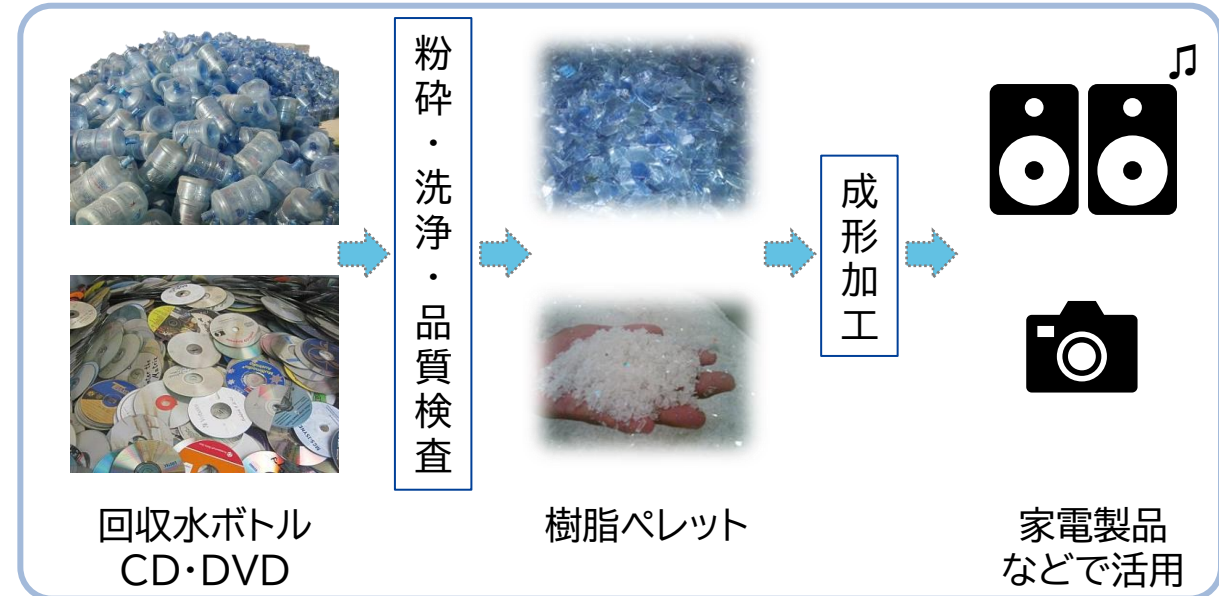 粉砕・洗浄・品質検査
成形加工
回収水ボトル
CD・DVD
樹脂ペレット
家電製品
などで活用